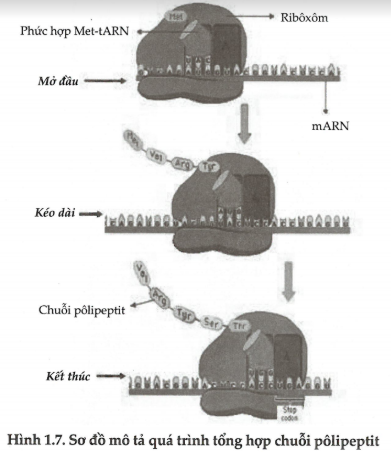 Met
Ribôxôm
Phức hợp Met-tARN
Mở đầu
mARN
Met
Val
Arg
Tyr
Kéo dài
Val
Arg
Tyr
Ser
Thr
Chuỗi pôlipeptit
Kết thúc
Stop
codon
Hình 1.7. Sơ đồ mô tả quá trình tổng hợp chuỗi pôlipeptit